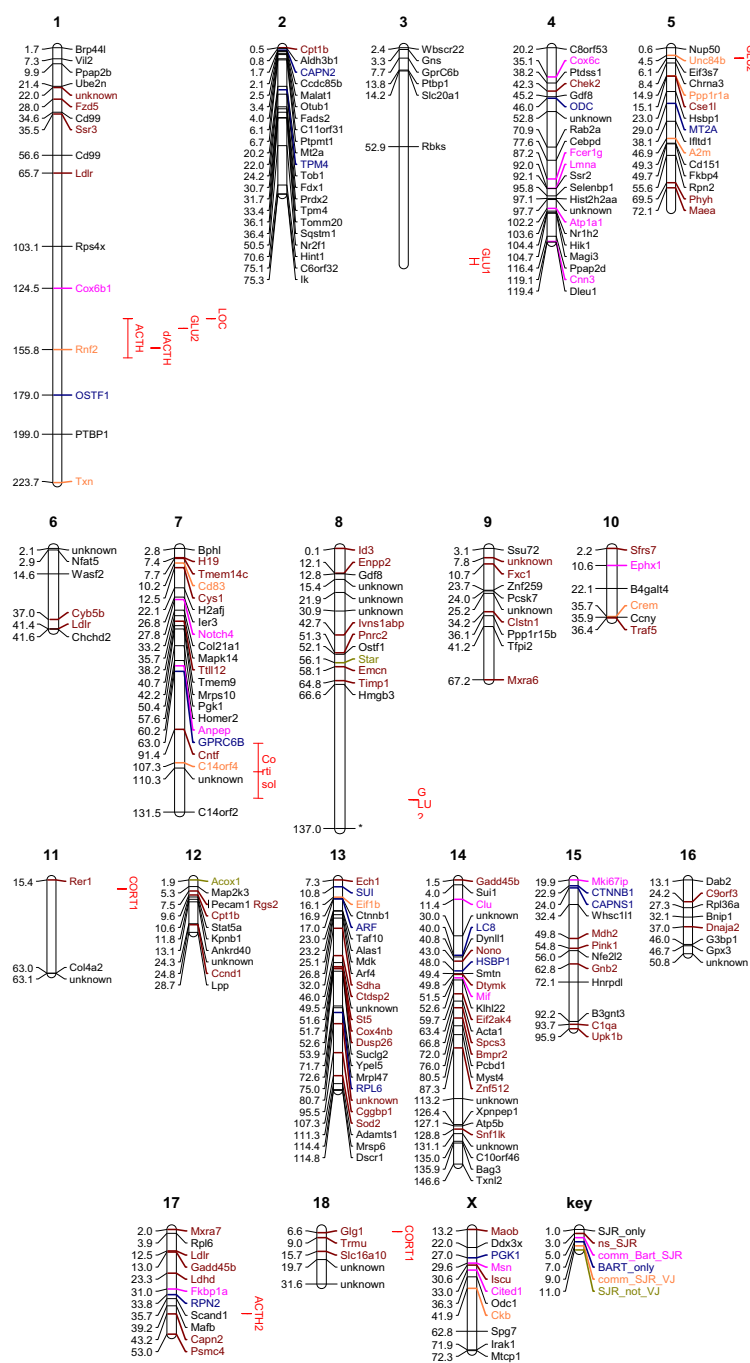 1
1.7 Brp44l
7.3 Vil2
9.9 Ppap2b
21.4 Ube2n
22.0 unknown
28.0 Fzd5
34.6 Cd99
35.5 Ssr3
56.6 Cd99
65.7 Ldlr
103.1 Rps4x
124.5 Cox6b1
155.8 Rnf2
179.0 OSTF1
199.0 PTBP1
223.7 Txn
ACTH
dACTH
GLU2
LOC
2
0.5 Cpt1b
0.8 Aldh3b1
1.7 CAPN2
2.1 Ccdc85b
2.5 Malat1
3.4 Otub1
4.0 Fads2
6.1 C11orf31
6.7 Ptpmt1
20.2 Mt2a
22.0 TPM4
24.2 Tob1
30.7 Fdx1
31.7 Prdx2
33.4 Tpm4
36.1 Tomm20
36.4 Sqstm1
50.5 Nr2f1
70.6 Hint1
75.1 C6orf32
75.3 Ik
3
2.4 Wbscr22
3.3 Gns
7.7 GprC6b
13.8 Ptbp1
14.2 Slc20a1
52.9 Rbks
GLU1
4
20.2 C8orf53
35.1 Cox6c
38.2 Ptdss1
42.3 Chek2
45.2 Gdf8
46.0 ODC
52.8 unknown
70.9 Rab2a
77.6 Cebpd
87.2 Fcer1g
92.0 Lmna
92.1 Ssr2
95.8 Selenbp1
97.1 Hist2h2aa
97.7 unknown
102.2 Atp1a1
103.6 Nr1h2
104.4 Hik1
104.7 Magi3
116.4 Ppap2d
119.1 Cnn3
119.4 Dleu1
5
0.6 Nup50
4.5 Unc84b
6.1 Eif3s7
8.4 Chrna3
14.9 Ppp1r1a
15.1 Cse1l
23.0 Hsbp1
29.0 MT2A
38.1 Ifltd1
46.9 A2m
49.3 Cd151
49.7 Fkbp4
55.6 Rpn2
69.5 Phyh
72.1 Maea
GLU2
6
2.1 unknown
2.9 Nfat5
14.6 Wasf2
37.0 Cyb5b
41.4 Ldlr
41.6 Chchd2
7
2.8 Bphl
7.4 H19
7.7 Tmem14c
10.2 Cd83
12.5 Cys1
22.1 H2afj
26.8 Ier3
27.8 Notch4
33.2 Col21a1
35.7 Mapk14
38.2 Ttll12
40.7 Tmem9
42.2 Mrps10
50.4 Pgk1
57.6 Homer2
60.2 Anpep
63.0 GPRC6B
91.4 Cntf
107.3 C14orf4
110.3 unknown
131.5 C14orf2
Co
rti
sol
8
0.1 Id3
12.1 Enpp2
12.8 Gdf8
15.4 unknown
21.9 unknown
30.9 unknown
42.7 Ivns1abp
51.3 Pnrc2
52.1 Ostf1
56.1 Star
58.1 Emcn
64.8 Timp1
66.6 Hmgb3
137.0 *
G
LU
2
9
3.1 Ssu72
7.8 unknown
10.7 Fxc1
23.7 Znf259
24.0 Pcsk7
25.2 unknown
34.2 Clstn1
36.1 Ppp1r15b
41.2 Tfpi2
67.2 Mxra6
10
2.2 Sfrs7
10.6 Ephx1
22.1 B4galt4
35.7 Crem
35.9 Ccny
36.4 Traf5
11
15.4 Rer1
63.0 Col4a2
63.1 unknown
CORT1
12
1.9 Acox1
5.3 Map2k3
7.5 Pecam1 Rgs2
9.6 Cpt1b
10.6 Stat5a
11.8 Kpnb1
13.1 Ankrd40
24.3 unknown
24.8 Ccnd1
28.7 Lpp
13
7.3 Ech1
10.8 SUI
16.1 Eif1b
16.9 Ctnnb1
17.0 ARF
23.0 Taf10
23.2 Alas1
25.1 Mdk
26.8 Arf4
32.0 Sdha
46.0 Ctdsp2
49.5 unknown
51.6 St5
51.7 Cox4nb
52.6 Dusp26
53.9 Suclg2
71.7 Ypel5
72.6 Mrpl47
75.0 RPL6
80.7 unknown
95.5 Cggbp1
107.3 Sod2
111.3 Adamts1
114.4 Mrsp6
114.8 Dscr1
14
1.5 Gadd45b
4.0 Sui1
11.4 Clu
30.0 unknown
40.0 LC8
40.8 Dynll1
43.0 Nono
48.0 HSBP1
49.4 Smtn
49.8 Dtymk
51.5 Mif
52.6 Klhl22
59.7 Eif2ak4
63.4 Acta1
66.8 Spcs3
72.0 Bmpr2
76.0 Pcbd1
80.5 Myst4
87.3 Znf512
113.2 unknown
126.4 Xpnpep1
127.1 Atp5b
128.8 Snf1lk
131.1 unknown
135.0 C10orf46
135.9 Bag3
146.6 Txnl2
15
19.9 Mki67ip
22.9 CTNNB1
24.0 CAPNS1
32.4 Whsc1l1
49.8 Mdh2
54.8 Pink1
56.0 Nfe2l2
62.8 Gnb2
72.1 Hnrpdl
92.2 B3gnt3
93.7 C1qa
95.9 Upk1b
16
13.1 Dab2
24.2 C9orf3
27.3 Rpl36a
32.1 Bnip1
37.0 Dnaja2
46.0 G3bp1
46.7 Gpx3
50.8 unknown
17
2.0 Mxra7
3.9 Rpl6
12.5 Ldlr
13.0 Gadd45b
23.3 Ldhd
31.0 Fkbp1a
33.8 RPN2
35.7 Scand1
39.2 Mafb
43.2 Capn2
53.0 Psmc4
ACTH2
18
6.6 Glg1
9.0 Trmu
15.7 Slc16a10
19.7 unknown
31.6 unknown
CORT1
X
13.2 Maob
22.0 Ddx3x
27.0 PGK1
29.6 Msn
30.6 Iscu
33.0 Cited1
36.3 Odc1
41.9 Ckb
62.8 Spg7
71.9 Irak1
72.3 Mtcp1
key
1.0 SJR_only
3.0 ns_SJR
5.0 comm_Bart_SJR
7.0 BART_only
9.0 comm_SJR_VJ
11.0 SJR_not_VJ